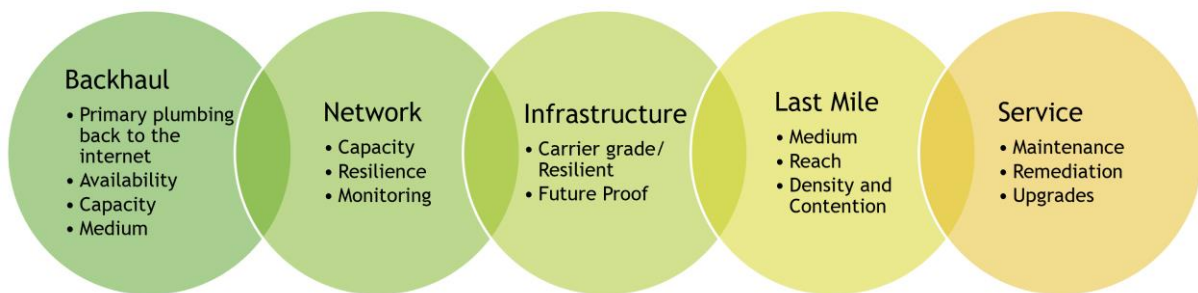 Backhaul
• Primary plumbing
back to the
internet
• Availability
• Capacity
• Medium
Network
• Capacity
• Resilience
• Monitoring
Infrastructure
• Carrier grade/
Resilient
• Future Proof
Last Mile
• Medium
• Reach
• Density and
Contention
Service
• Maintenance
• Remediation
• Upgrades